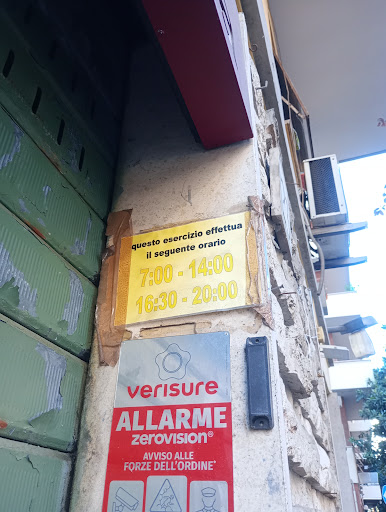 questo esercizio effettua
il seguente orario
7:00 - 14:00
16:30 - 20:00
verisure
ALLARME
zerovision®
AVVISO ALLE
FORZE DELL'ORDINE